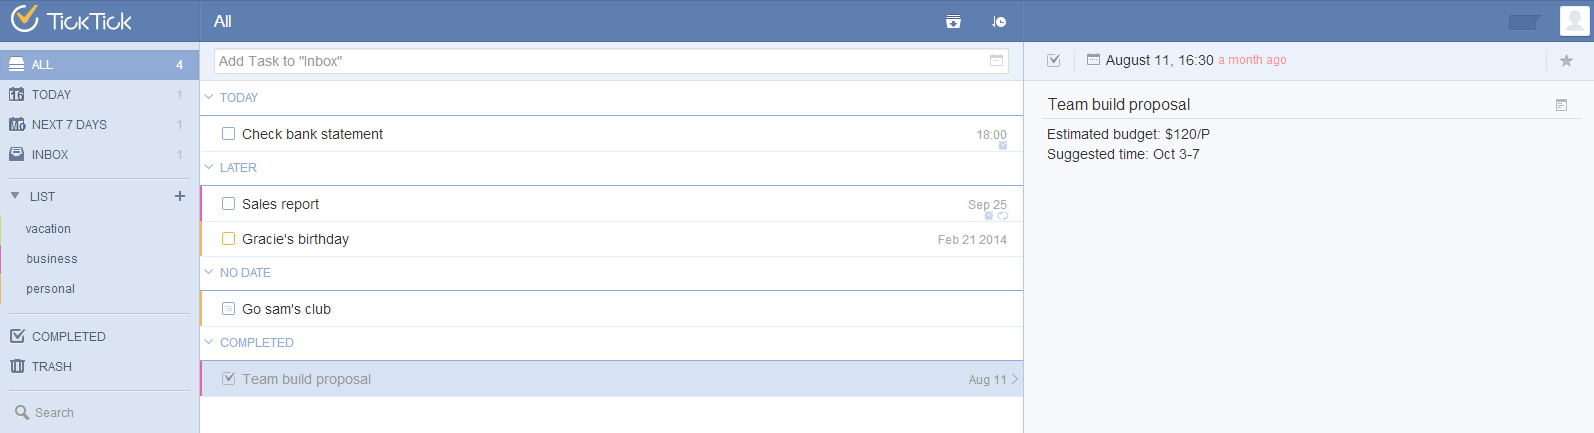 TickTick
ALL 4
16 TODAY 1
Mo NEXT 7 DAYS 1
INBOX 1
LIST
vacation
business
personal
COMPLETED
TRASH
Search
All
Add Task to "Inbox"
TODAY
Check bank statement 18:00
LATER
Sales report Sep 25
Gracie's birthday Feb 21 2014
NO DATE
Go sam's club
COMPLETED
Team build proposal Aug 11
August 11, 16:30 a month ago
Team build proposal
Estimated budget: $120/P
Suggested time: Oct 3-7